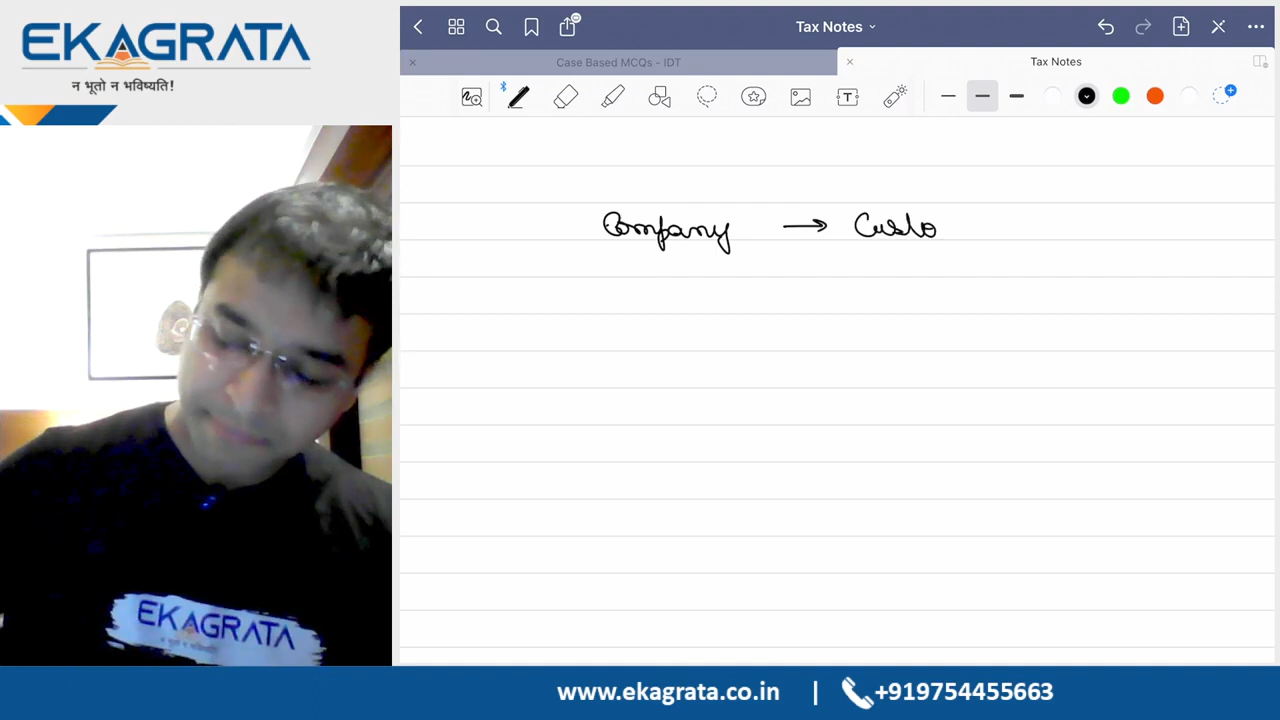 EKAGRATA
न भूतो न भविष्यति!
Tax Notes
Case Based MCQs - IDT
Tax Notes
T
Company → Custo
EKAGRATA
www.ekagrata.co.in | +919754455663